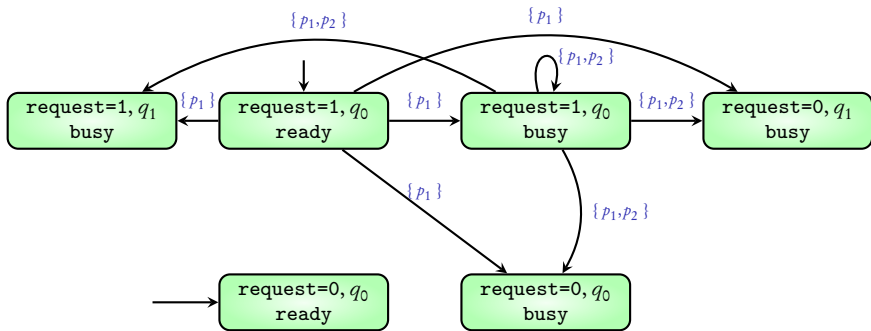 { p₁, p₂ }
{ p₁ }
{ p₁, p₂ }
request=1, q₁
busy
{ p₁ }
request=1, q₀
ready
{ p₁ }
request=1, q₀
busy
{ p₁, p₂ }
request=0, q₁
busy
{ p₁ }
{ p₁, p₂ }
request=0, q₀
ready
request=0, q₀
busy